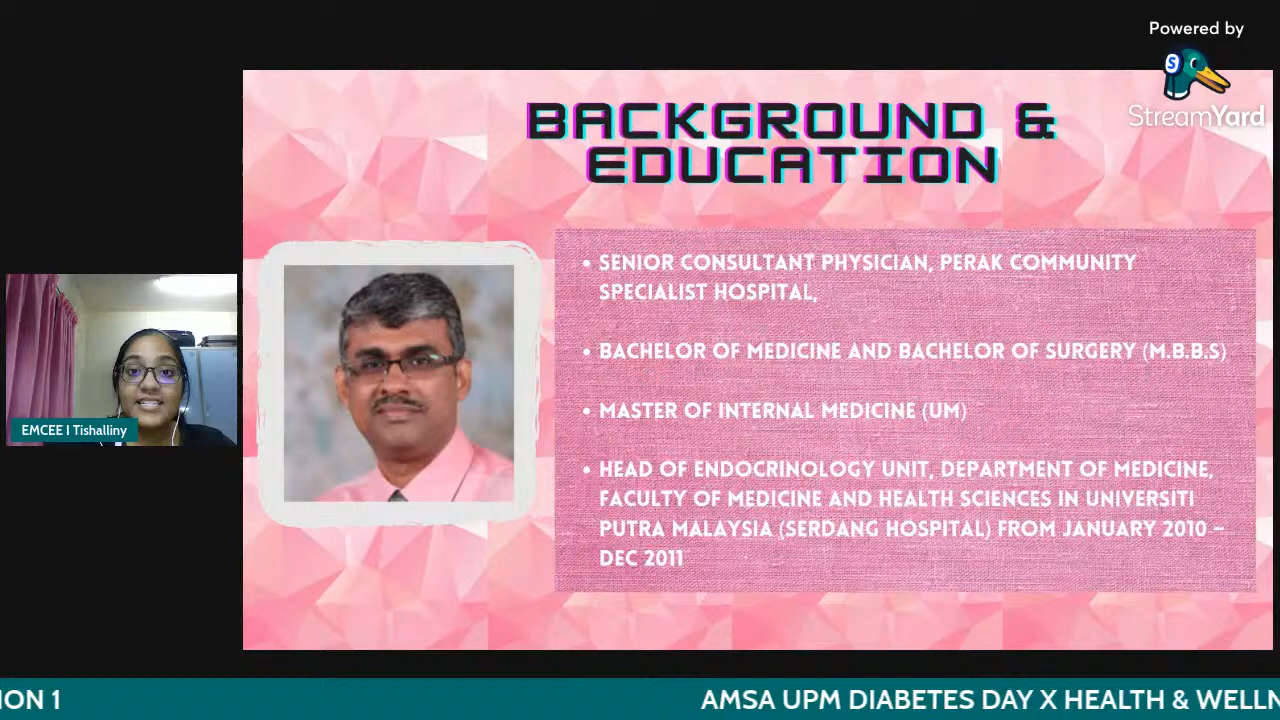 Powered by
StreamYard
BACKGROUND &
EDUCATION
• SENIOR CONSULTANT PHYSICIAN, PERAK COMMUNITY
SPECIALIST HOSPITAL,
• BACHELOR OF MEDICINE AND BACHELOR OF SURGERY (M.B.B.S)
• MASTER OF INTERNAL MEDICINE (UM)
• HEAD OF ENDOCRINOLOGY UNIT, DEPARTMENT OF MEDICINE,
FACULTY OF MEDICINE AND HEALTH SCIENCES IN UNIVERSITI
PUTRA MALAYSIA (SERDANG HOSPITAL) FROM JANUARY 2010 –
DEC 2011
EMCEE I Tishalliny
ION 1
AMSA UPM DIABETES DAY X HEALTH & WELLN